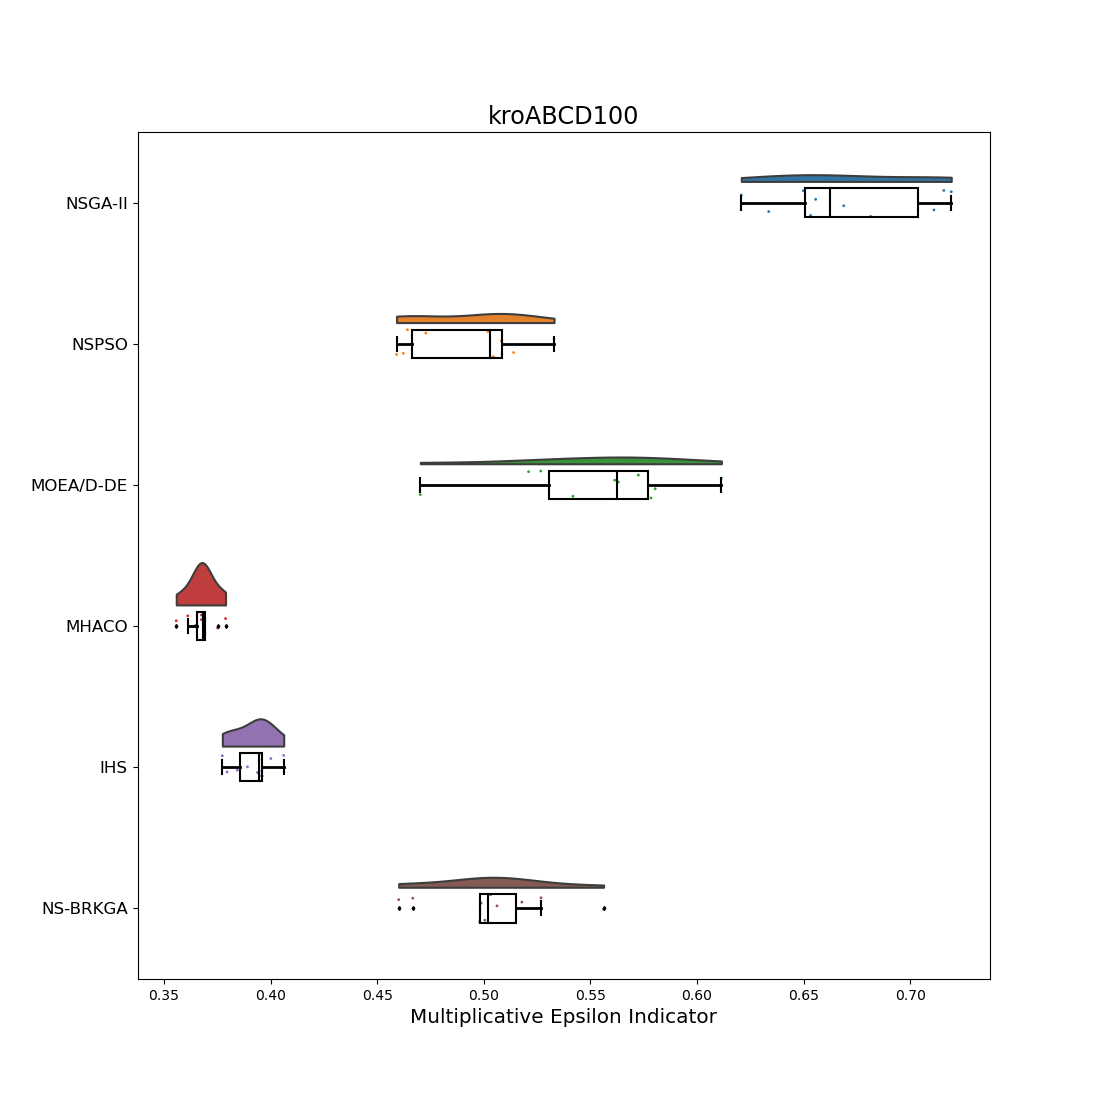 kroABCD100
NSGA-II
NSPSO
MOEA/D-DE
MHACO
IHS
NS-BRKGA
0.35 0.40 0.45 0.50 0.55 0.60 0.65 0.70
Multiplicative Epsilon Indicator